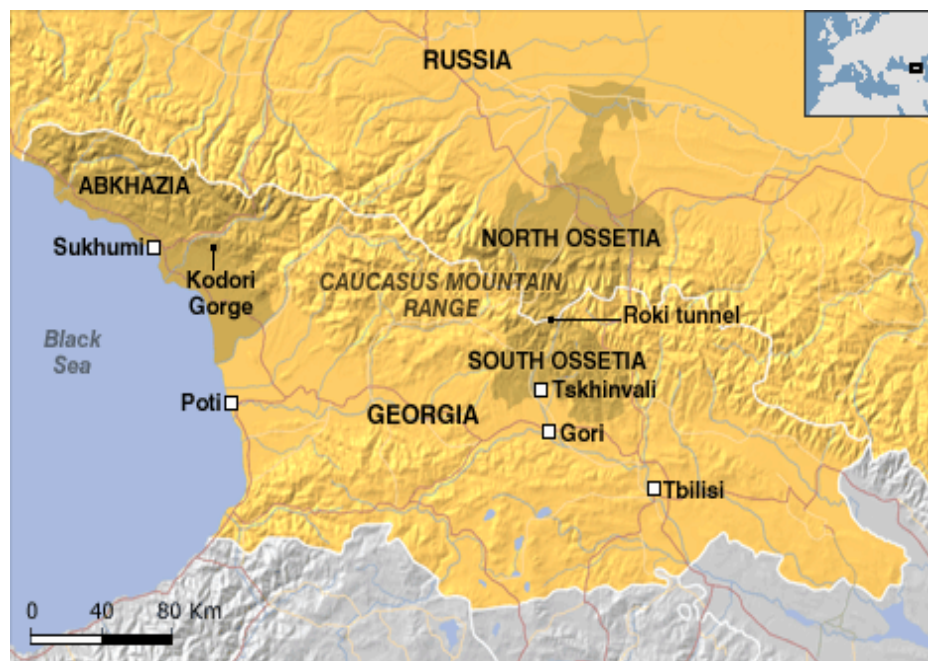 RUSSIA
ABKHAZIA
NORTH OSSETIA
Sukhumi
Kodori
Gorge
CAUCASUS MOUNTAIN
RANGE
Roki tunnel
Black
Sea
SOUTH OSSETIA
Tskhinvali
Poti
GEORGIA
Gori
Tbilisi
0 40 80 Km